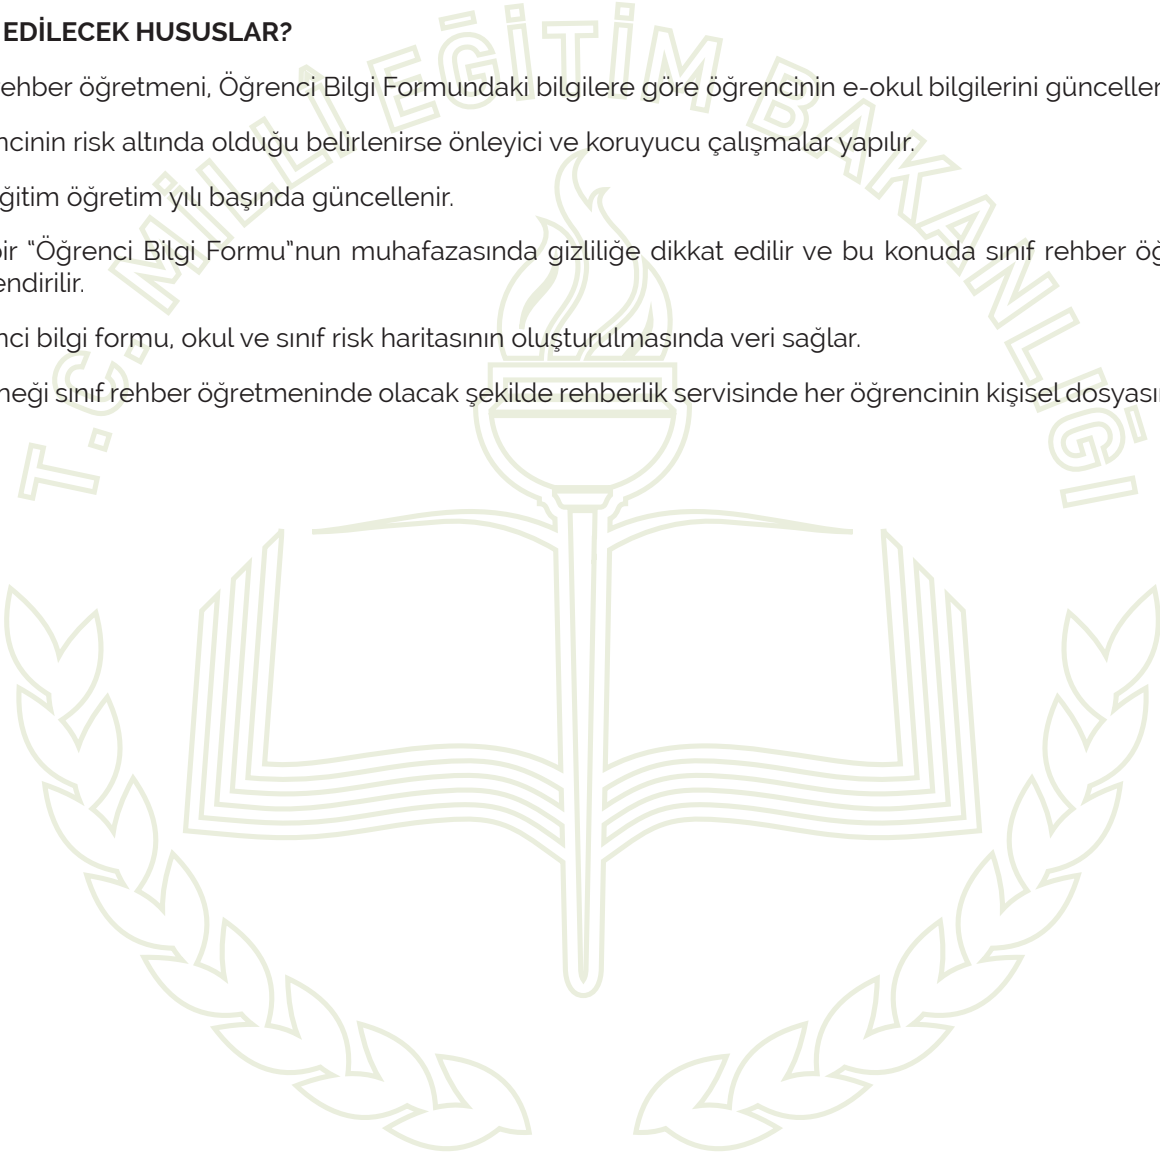 EDİLECEK HUSUSLAR?
ehber öğretmeni, Öğrenci Bilgi Formundaki bilgilere göre öğrencinin e-okul bilgilerini güncelle
ncinin risk altında olduğu belirlenirse önleyici ve koruyucu çalışmalar yapılır.
ğitim öğretim yılı başında güncellenir.
bir “Öğrenci Bilgi Formu”nun muhafazasında gizliliğe dikkat edilir ve bu konuda sınıf rehber öğ
endirilir.
nci bilgi formu, okul ve sınıf risk haritasının oluşturulmasında veri sağlar.
neği sınıf rehber öğretmeninde olacak şekilde rehberlik servisinde her öğrencinin kişisel dosyası
T.C. MİLLÎ EĞİTİM BAKANLIĞI